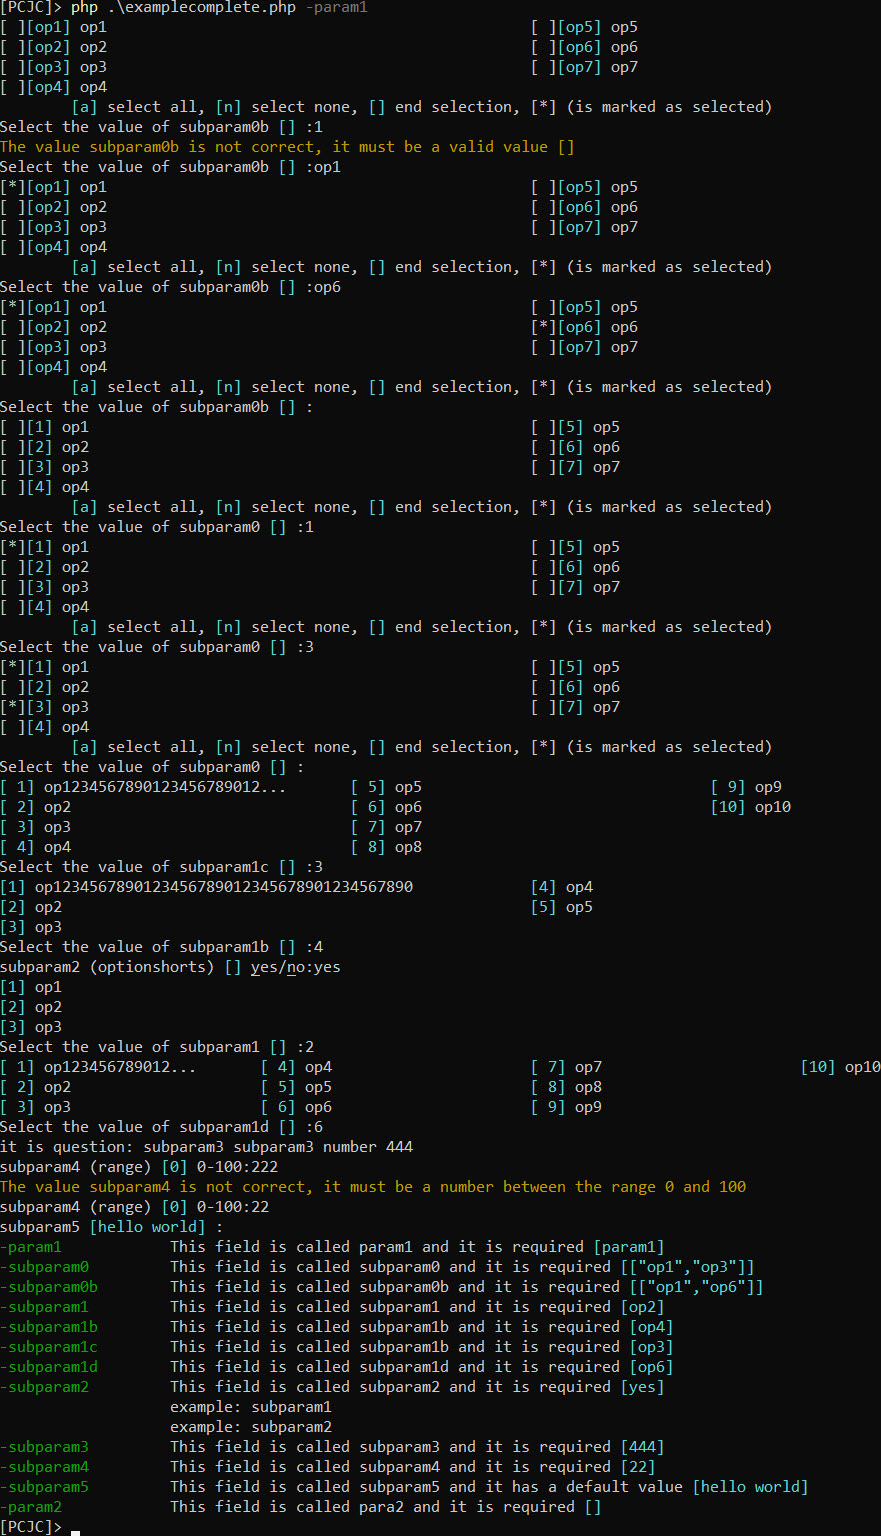 [PCJC]> php .\examplecomplete.php -param1
[ ][op1] op1                                               [ ][op5] op5
[ ][op2] op2                                               [ ][op6] op6
[ ][op3] op3                                               [ ][op7] op7
[ ][op4] op4
        [a] select all, [n] select none, [] end selection, [*] (is marked as selected)
Select the value of subparam0b [] :1
The value subparam0b is not correct, it must be a valid value []
Select the value of subparam0b [] :op1
[*][op1] op1                                               [ ][op5] op5
[ ][op2] op2                                               [ ][op6] op6
[ ][op3] op3                                               [ ][op7] op7
[ ][op4] op4
        [a] select all, [n] select none, [] end selection, [*] (is marked as selected)
Select the value of subparam0b [] :op6
[*][op1] op1                                               [ ][op5] op5
[ ][op2] op2                                               [*][op6] op6
[ ][op3] op3                                               [ ][op7] op7
[ ][op4] op4
        [a] select all, [n] select none, [] end selection, [*] (is marked as selected)
Select the value of subparam0b [] :
[ ][1] op1                                                 [ ][5] op5
[ ][2] op2                                                 [ ][6] op6
[ ][3] op3                                                 [ ][7] op7
[ ][4] op4
        [a] select all, [n] select none, [] end selection, [*] (is marked as selected)
Select the value of subparam0 [] :1
[*][1] op1                                                 [ ][5] op5
[ ][2] op2                                                 [ ][6] op6
[ ][3] op3                                                 [ ][7] op7
[ ][4] op4
        [a] select all, [n] select none, [] end selection, [*] (is marked as selected)
Select the value of subparam0 [] :3
[*][1] op1                                                 [ ][5] op5
[ ][2] op2                                                 [ ][6] op6
[*][3] op3                                                 [ ][7] op7
[ ][4] op4
        [a] select all, [n] select none, [] end selection, [*] (is marked as selected)
Select the value of subparam0 [] :
[ 1] op1234567890123456789012...       [ 5] op5                                [ 9] op9
[ 2] op2                               [ 6] op6                                [10] op10
[ 3] op3                               [ 7] op7
[ 4] op4                               [ 8] op8
Select the value of subparam1c [] :3
[1] op1234567890123456789012345678901234567890             [4] op4
[2] op2                                                    [5] op5
[3] op3
Select the value of subparam1b [] :4
subparam2 (optionshorts) [] yes/no:yes
[1] op1
[2] op2
[3] op3
Select the value of subparam1 [] :2
[ 1] op123456789012...       [ 4] op4                      [ 7] op7                      [10] op10
[ 2] op2                     [ 5] op5                      [ 8] op8
[ 3] op3                     [ 6] op6                      [ 9] op9
Select the value of subparam1d [] :6
it is question: subparam3 subparam3 number 444
subparam4 (range) [0] 0-100:222
The value subparam4 is not correct, it must be a number between the range 0 and 100
subparam4 (range) [0] 0-100:22
subparam5 [hello world] :
-param1            This field is called param1 and it is required [param1]
-subparam0         This field is called subparam0 and it is required [["op1","op3"]]
-subparam0b        This field is called subparam0b and it is required [["op1","op6"]]
-subparam1         This field is called subparam1 and it is required [op2]
-subparam1b        This field is called subparam1b and it is required [op4]
-subparam1c        This field is called subparam1b and it is required [op3]
-subparam1d        This field is called subparam1d and it is required [op6]
-subparam2         This field is called subparam2 and it is required [yes]
                   example: subparam1
                   example: subparam2
-subparam3         This field is called subparam3 and it is required [444]
-subparam4         This field is called subparam4 and it is required [22]
-subparam5         This field is called subparam5 and it has a default value [hello world]
-param2            This field is called para2 and it is required []
[PCJC]>